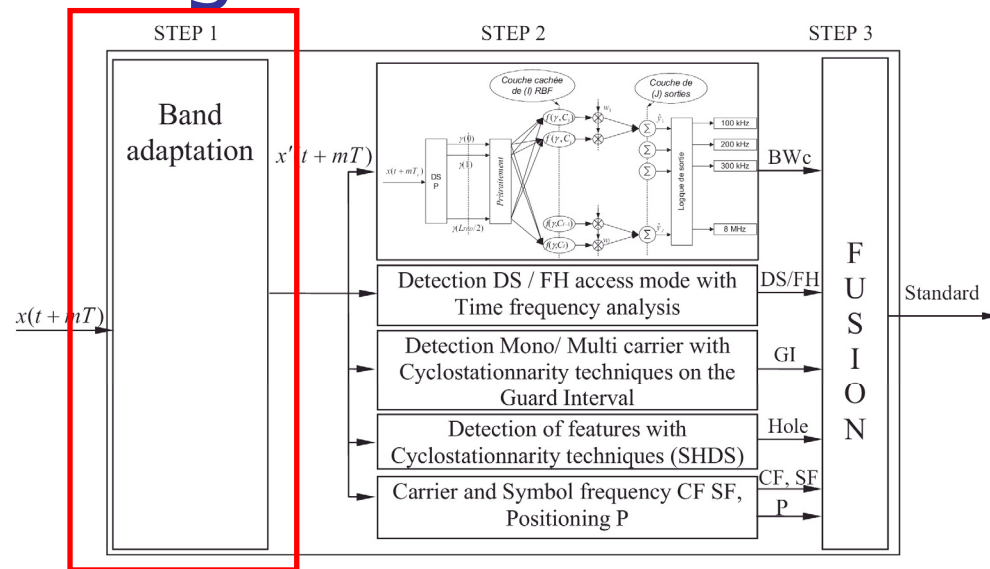 g
STEP 1
STEP 2
STEP 3
Band
adaptation
x(t + mT)
x'(t + mT)
Couche cachée
de (I) RBF
Couche de
(J) sorties
x(t+mT
DS
P
γ(0)
γ(1)
Prétraitement
Logique de sortie
100 kHz
200 kHz
300 kHz
8 MHz
BWc
Detection DS / FH access mode with
Time frequency analysis
DS/FH
Detection Mono/ Multi carrier with
Cyclostationnarity techniques on the
Guard Interval
GI
Detection of features with
Cyclostationnarity techniques (SHDS)
Hole
Carrier and Symbol frequency CF SF,
Positioning P
CF, SF
P
F
U
S
I
O
N
Standard